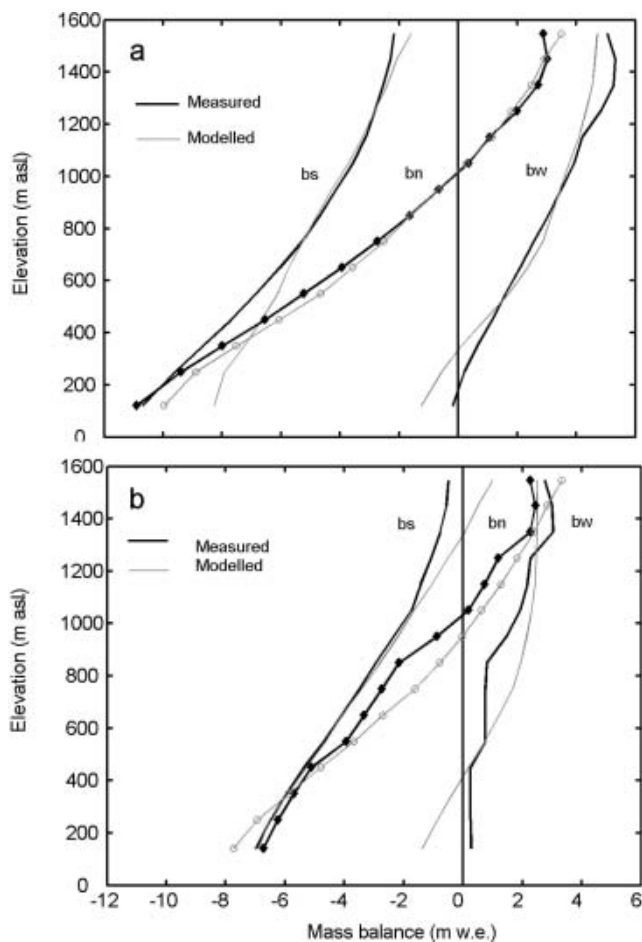 1600
a
1400
Measured
1200
Modelled
bs
bn
bw
1000
800
600
400
200
0
Elevation (m asl)
1600
b
bs
bn
bw
1400
Measured
Modelled
1200
1000
800
600
400
200
0
Elevation (m asl)
-12 -10 -8 -6 -4 -2 0 2 4 6
Mass balance (m w.e.)